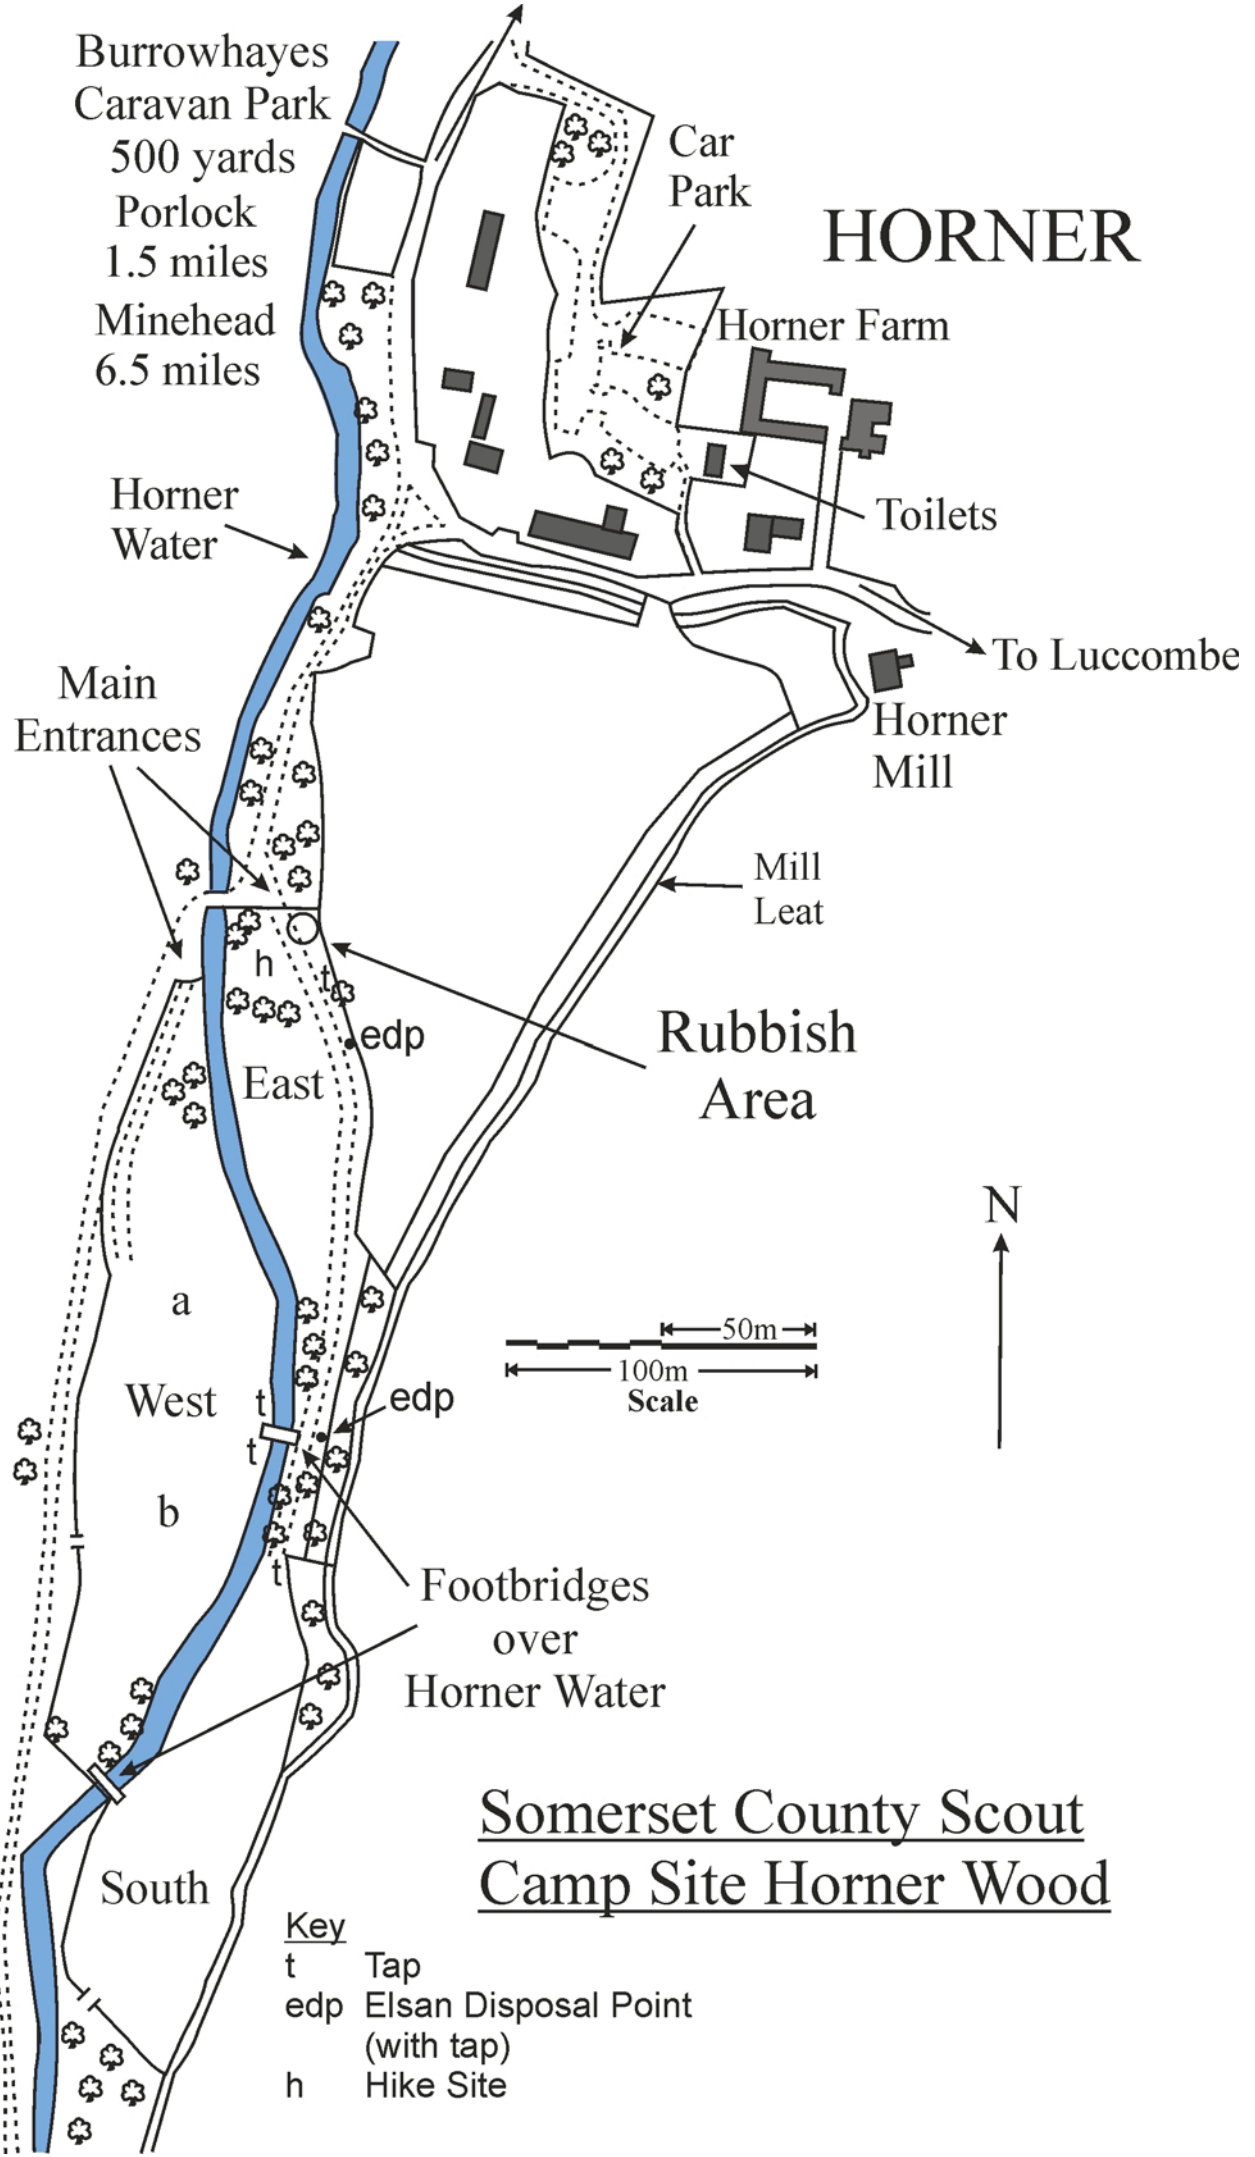 Burrowhayes
Caravan Park
500 yards
Porlock
1.5 miles
Minehead
6.5 miles
Car
Park
HORNER
Horner Farm
Horner
Water
Toilets
To Luccombe
Main
Entrances
Horner
Mill
Mill
Leat
h
t
edp
Rubbish
Area
East
N
a
50m
100m
Scale
West
t
edp
t
b
t
Footbridges
over
Horner Water
Somerset County Scout
Camp Site Horner Wood
South
Key
t Tap
edp Elsan Disposal Point
(with tap)
h Hike Site